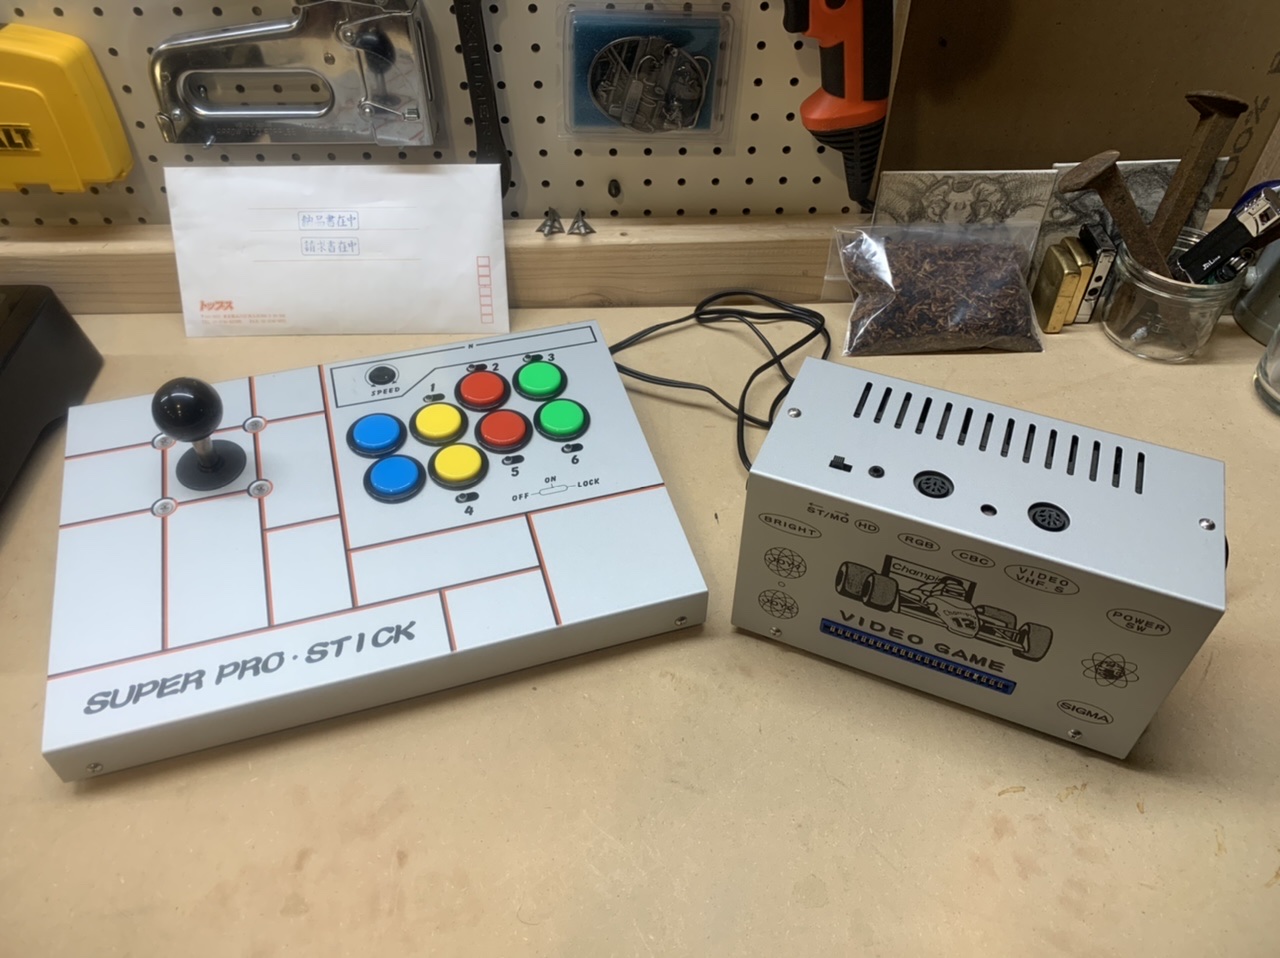 納品書在中
請求書在中
トップス
SPEED
N
1
2
3
4
5
6
OFF
ON
LOCK
SUPER PRO·STICK
ST/MO
HD
BRIGHT
RGB
CBC
VIDEO
VHF. S
POWER
SW
Champi
12
VIDEO GAME
SIGMA